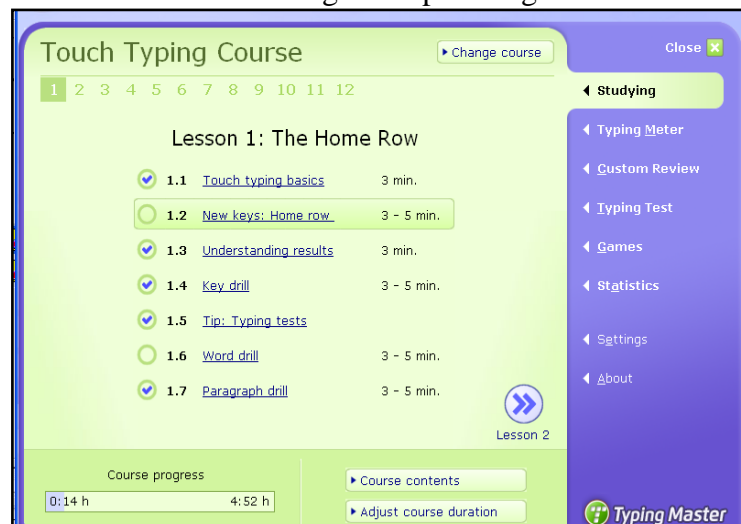 Touch Typing Course
Change course
1 2 3 4 5 6 7 8 9 10 11 12
Lesson 1: The Home Row
1.1 Touch typing basics 3 min.
1.2 New keys: Home row 3 - 5 min.
1.3 Understanding results 3 min.
1.4 Key drill 3 - 5 min.
1.5 Tip: Typing tests
1.6 Word drill 3 - 5 min.
1.7 Paragraph drill 3 - 5 min.
Lesson 2
Course progress
0:14 h 4:52 h
Course contents
Adjust course duration
Close
Studying
Typing Meter
Custom Review
Typing Test
Games
Statistics
Settings
About
Typing Master